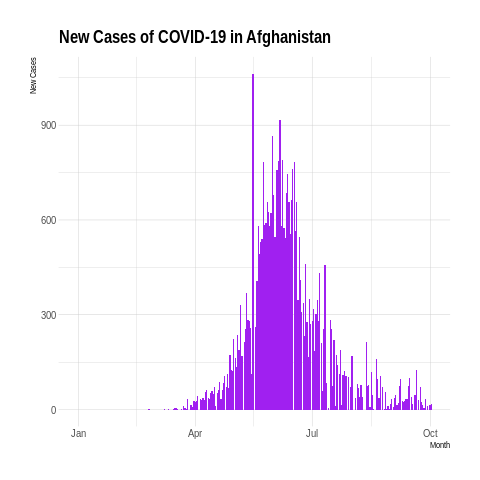 New Cases of COVID-19 in Afghanistan
New Cases
900
600
300
0
Jan
Apr
Jul
Oct
Month